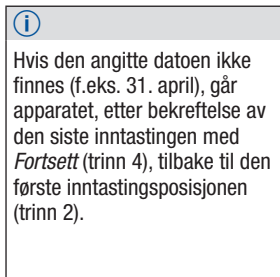 i
Hvis den angitte datoen ikke
finnes (f.eks. 31. april), går
apparatet, etter bekreftelse av
den siste inntastingen med
Fortsett (trinn 4), tilbake til den
første inntastingsposisjonen
(trinn 2).